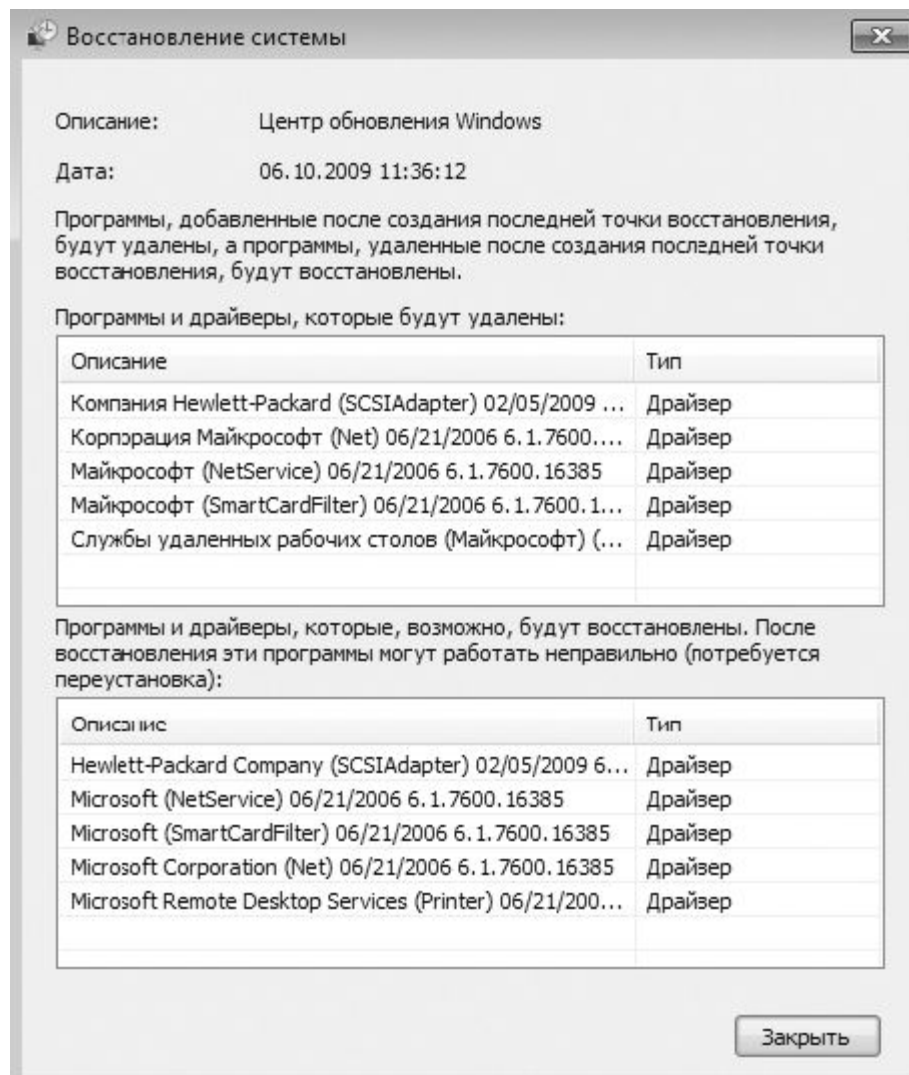 Восстановление системы
Описание: Центр обновления Windows
Дата: 06.10.2009 11:36:12
Программы, добавленные после создания последней точки восстановления,
будут удалены, а программы, удаленные после создания последней точки
восстановления, будут восстановлены.
Программы и драйверы, которые будут удалены:
Описание Тип
Компания Hewlett-Packard (SCSIAdapter) 02/05/2009 ... Драйвер
Корпорация Майкрософт (Net) 06/21/2006 6.1.7600.... Драйвер
Майкрософт (NetService) 06/21/2006 6.1.7600.16385 Драйвер
Майкрософт (SmartCardFilter) 06/21/2006 6.1.7600.1... Драйвер
Службы удаленных рабочих столов (Майкрософт) (... Драйвер
Программы и драйверы, которые, возможно, будут восстановлены. После
восстановления эти программы могут работать неправильно (потребуется
переустановка):
Описание Тип
Hewlett-Packard Company (SCSIAdapter) 02/05/2009 6... Драйвер
Microsoft (NetService) 06/21/2006 6.1.7600.16385 Драйвер
Microsoft (SmartCardFilter) 06/21/2006 6.1.7600.16385 Драйвер
Microsoft Corporation (Net) 06/21/2006 6.1.7600.16385 Драйвер
Microsoft Remote Desktop Services (Printer) 06/21/200... Драйвер
Закрыть